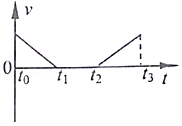 v
0
t₀ t₁ t₂ t₃ t